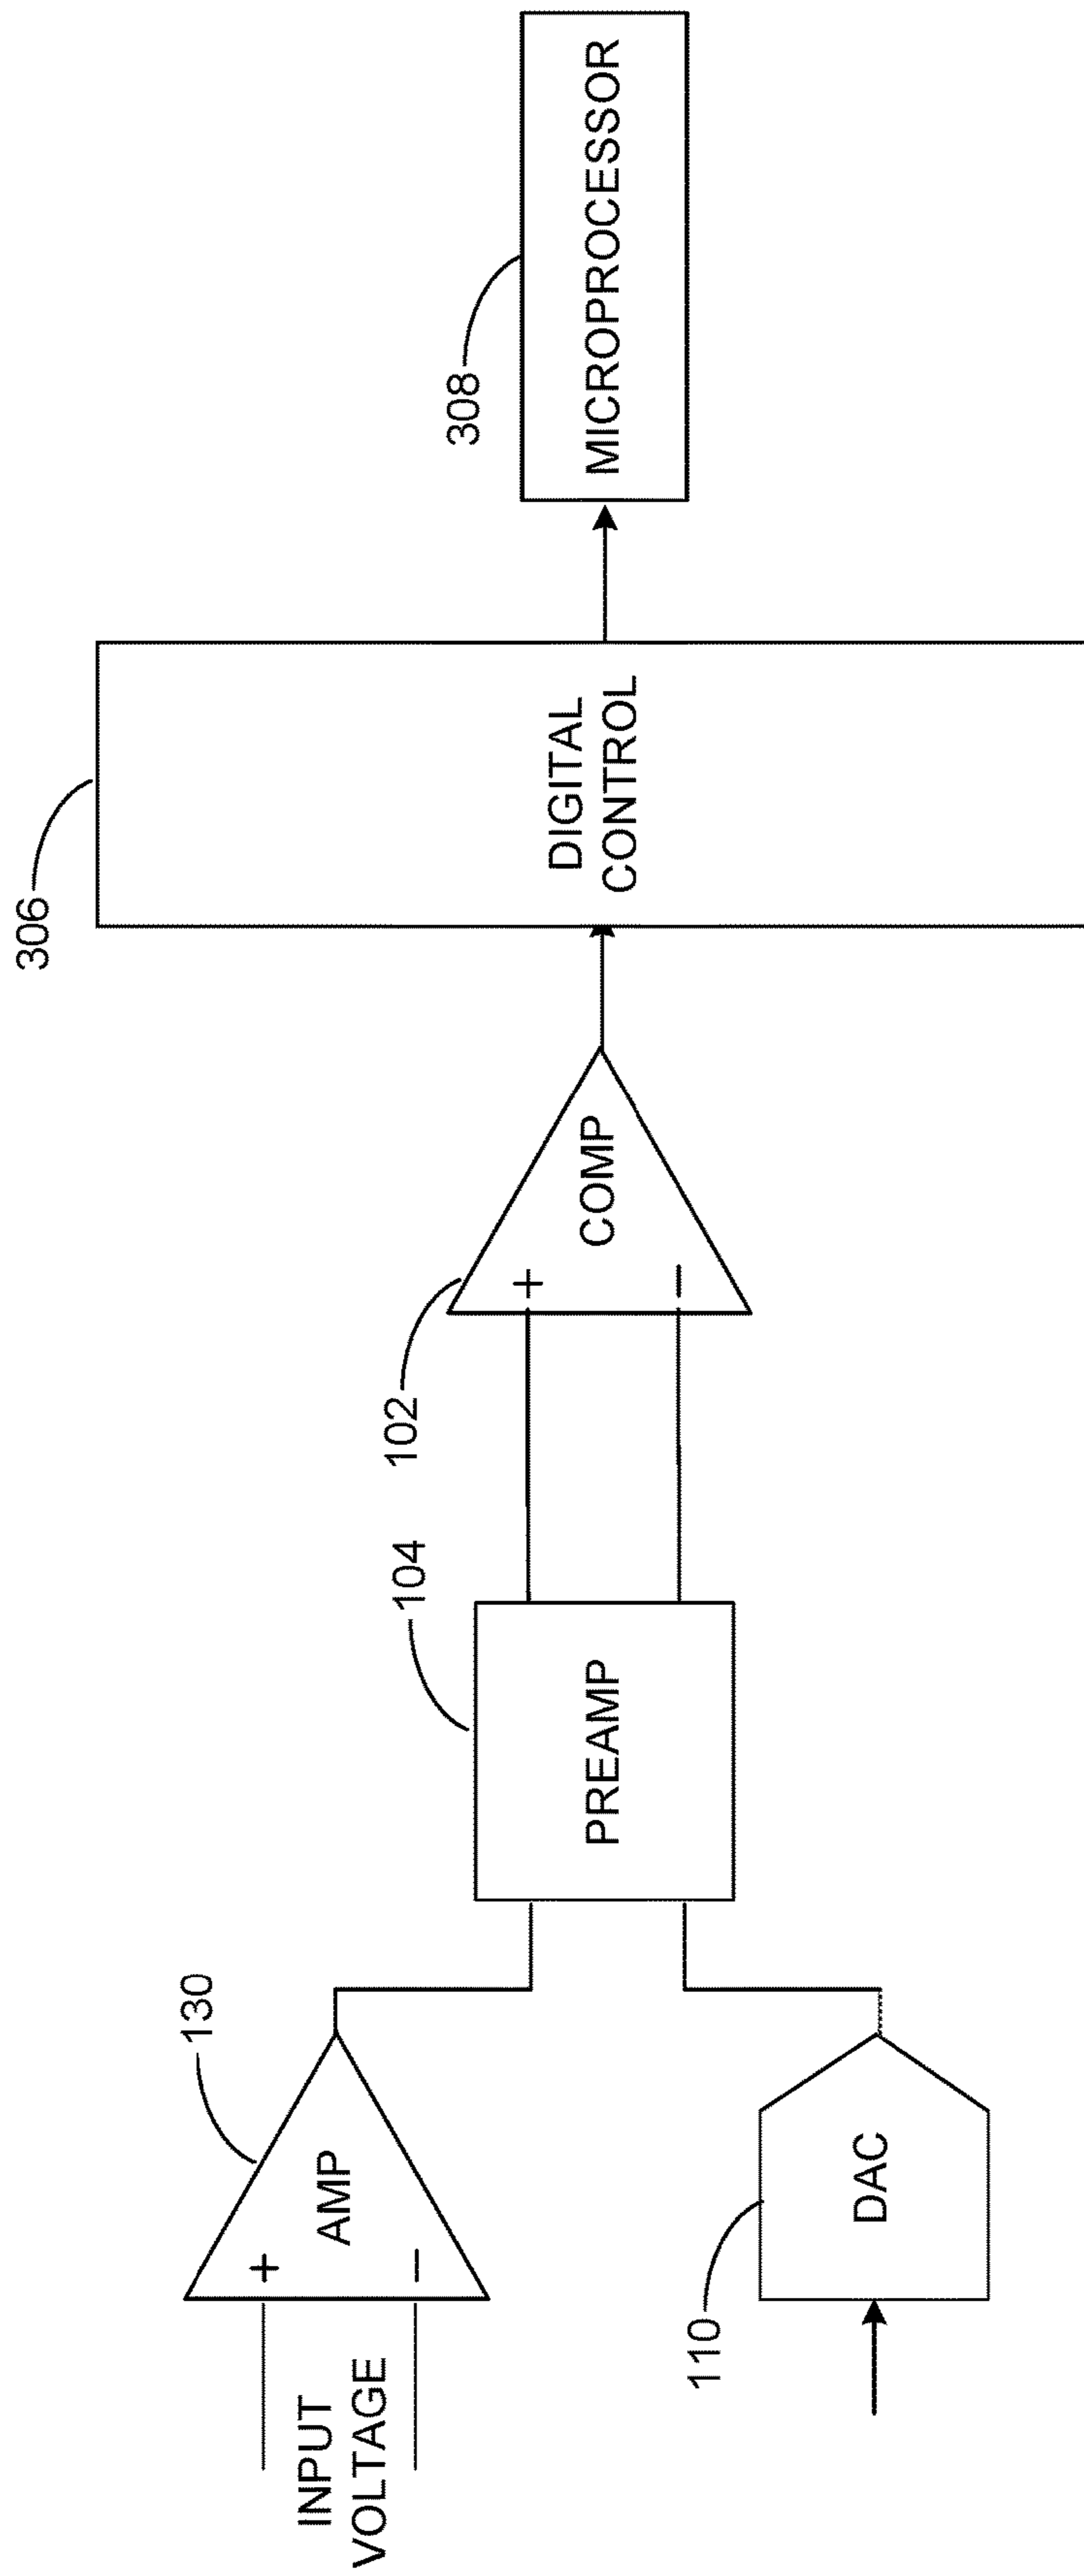 INPUT
VOLTAGE
+
−
AMP
130
110
DAC
PREAMP
104
102
+
−
COMP
306
DIGITAL
CONTROL
308
MICROPROCESSOR